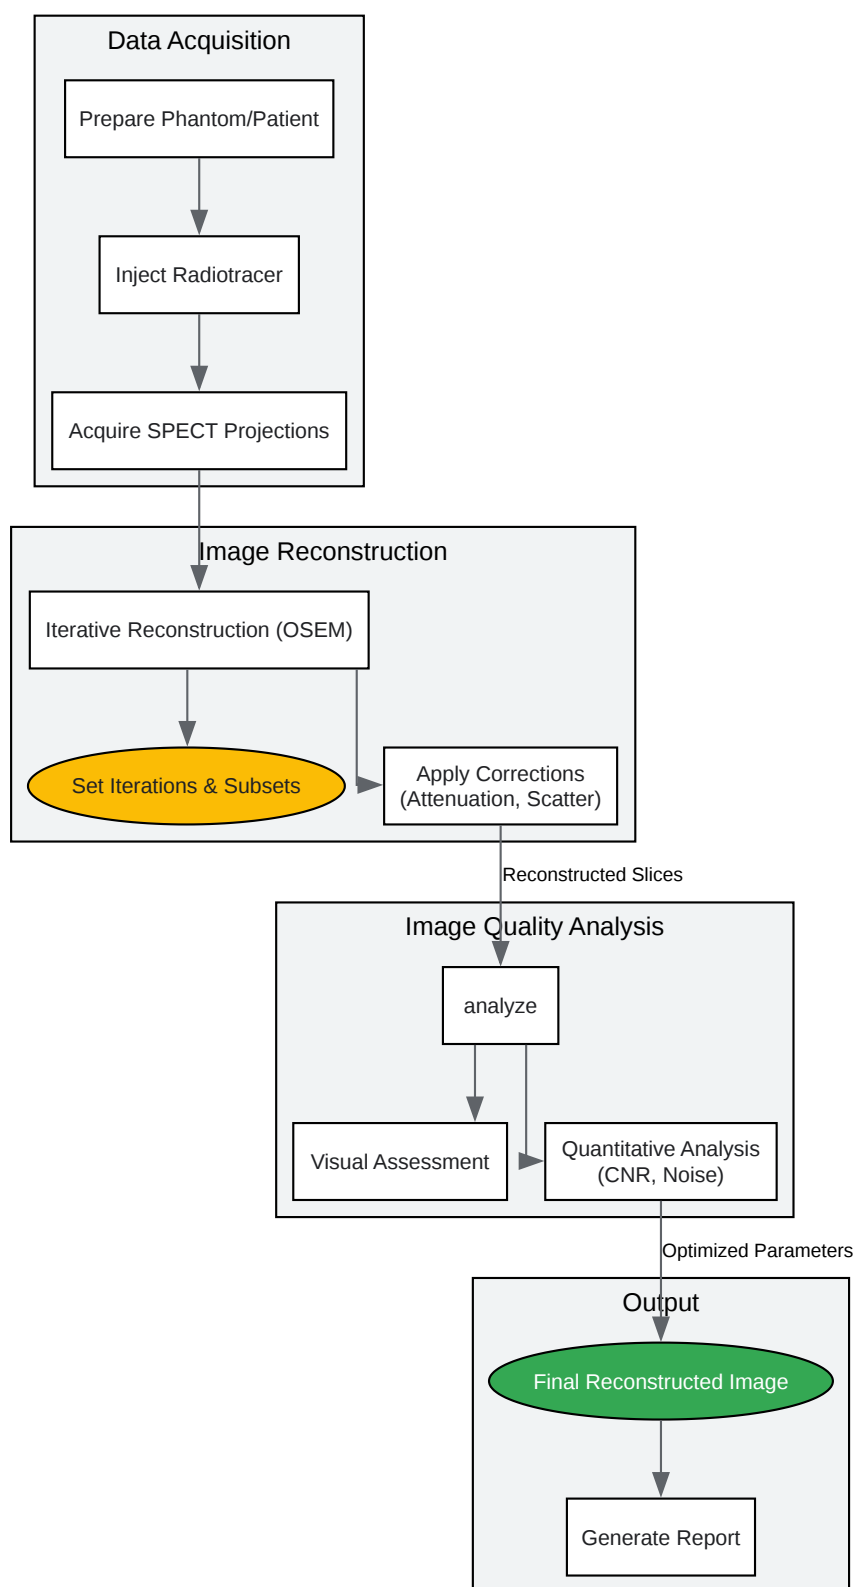 Data Acquisition
Prepare Phantom/Patient
Inject Radiotracer
Acquire SPECT Projections
Image Reconstruction
Iterative Reconstruction (OSEM)
Set Iterations & Subsets
Apply Corrections
(Attenuation, Scatter)
Reconstructed Slices
Image Quality Analysis
analyze
Visual Assessment
Quantitative Analysis
(CNR, Noise)
Optimized Parameters
Output
Final Reconstructed Image
Generate Report